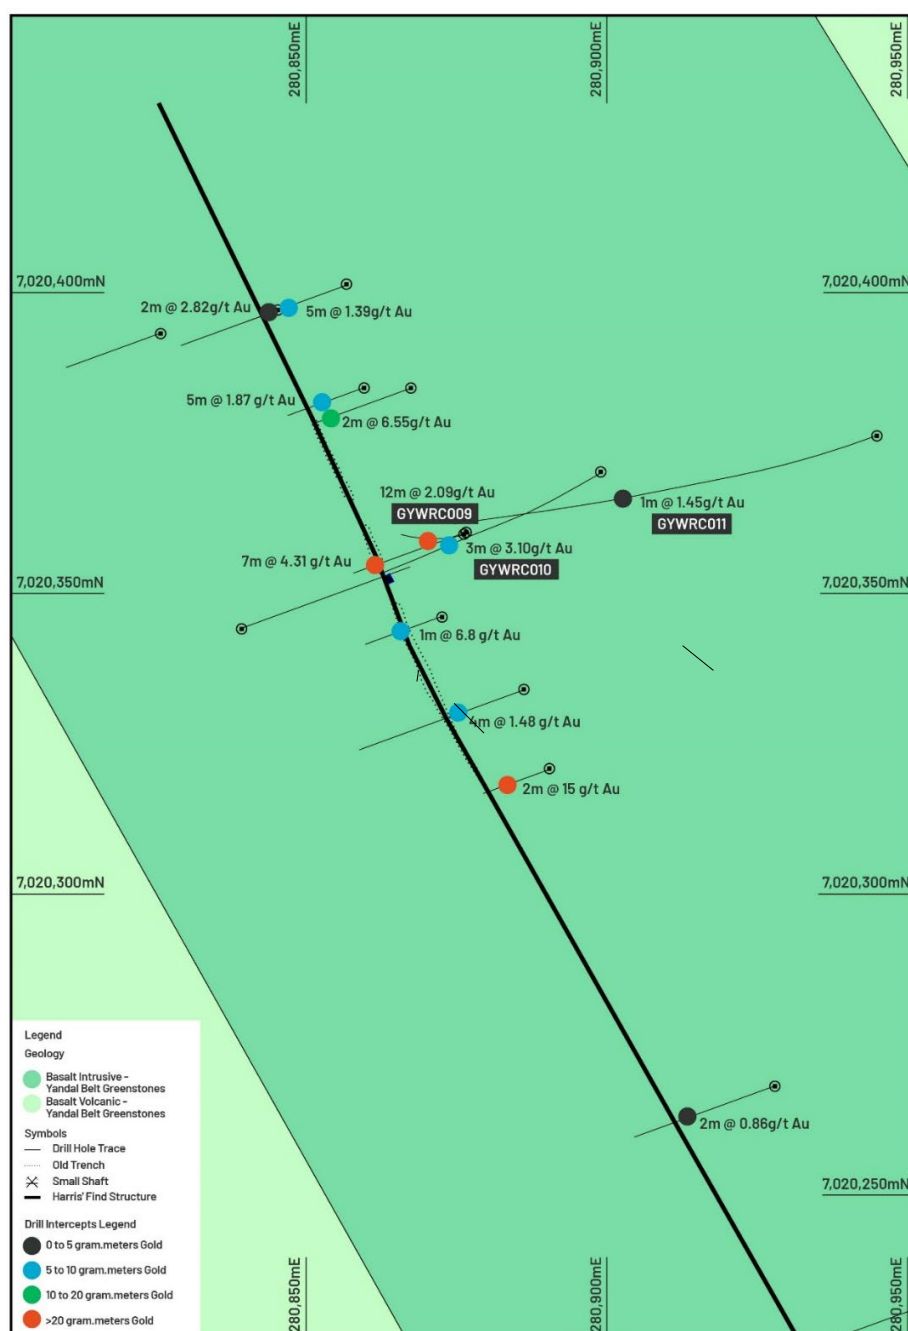 280,850mE
280,900mE
280,950mE
7,020,400mN
7,020,400mN
2m @ 2.82g/t Au
5m @ 1.39g/t Au
5m @ 1.87 g/t Au
2m @ 6.55g/t Au
12m @ 2.09g/t Au
GYWRC009
1m @ 1.45g/t Au
GYWRC011
3m @ 3.10g/t Au
GYWRC010
7m @ 4.31 g/t Au
7,020,350mN
7,020,350mN
1m @ 6.8 g/t Au
4m @ 1.48 g/t Au
2m @ 15 g/t Au
7,020,300mN
7,020,300mN
2m @ 0.86g/t Au
7,020,250mN
280,850mE
280,900mE
280,950mE
Legend
Geology
Basalt Intrusive -
Yandal Belt Greenstones
Basalt Volcanic -
Yandal Belt Greenstones
Symbols
Drill Hole Trace
Old Trench
Small Shaft
Harris' Find Structure
Drill Intercepts Legend
0 to 5 gram.meters Gold
5 to 10 gram.meters Gold
10 to 20 gram.meters Gold
>20 gram.meters Gold